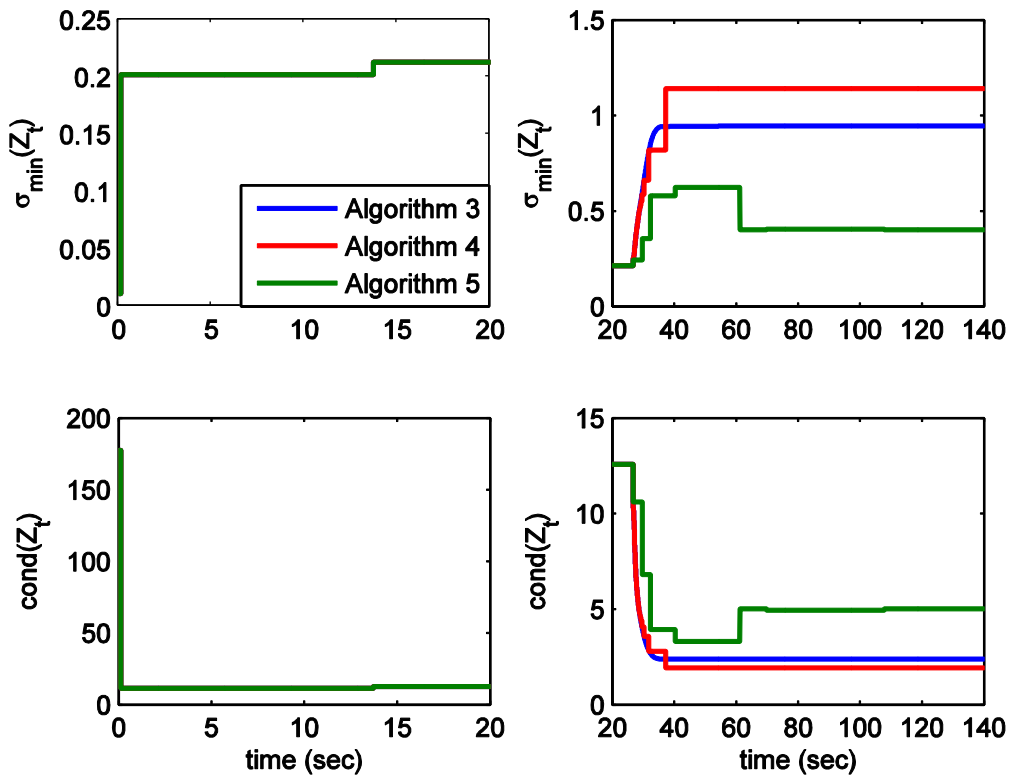 0.25
0.2
0.15
0.1
0.05
0
σmin(Zt)
0 5 10 15 20
Algorithm 3
Algorithm 4
Algorithm 5
1.5
1
0.5
0
σmin(Zt)
20 40 60 80 100 120 140
200
150
100
50
0
cond(Zt)
0 5 10 15 20
time (sec)
15
10
5
0
cond(Zt)
20 40 60 80 100 120 140
time (sec)